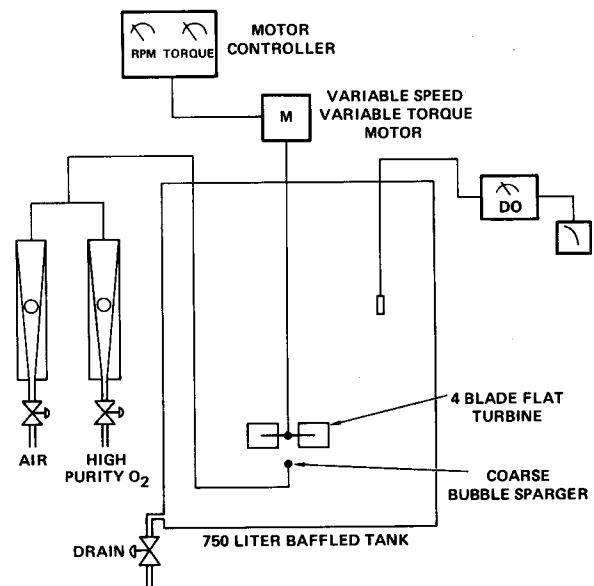 MOTOR
CONTROLLER
RPM TORQUE
VARIABLE SPEED
VARIABLE TORQUE
MOTOR
M
DO
4 BLADE FLAT
TURBINE
AIR
HIGH
PURITY O₂
COARSE
BUBBLE SPARGER
750 LITER BAFFLED TANK
DRAIN